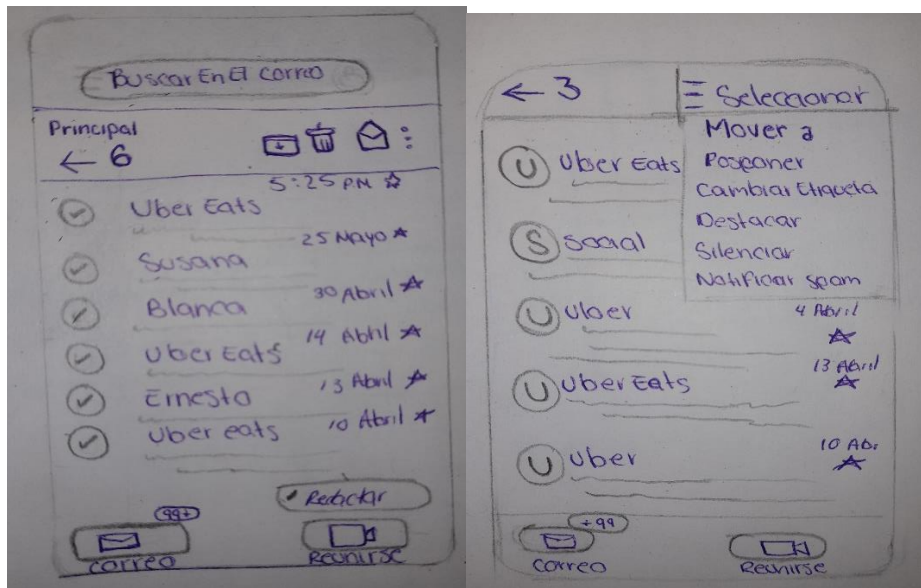 Buscar En El correo
Principal
← 6
5:25 PM
Uber Eats
25 Mayo
Susana
30 Abril
Blanca
14 Abril
Uber Eats
13 Abril
Ernesto
10 Abril
Uber eats
Redactar
99+
correo
Reunirse
← 3
Seleccionar
Mover a
Posponer
Cambiar Etiqueta
Destacar
Silenciar
Notificar spam
U Uber Eats
S social
U Uber
4 Abril
13 Abril
U Uber Eats
10 Abr
U Uber
+99
correo
Reunirse